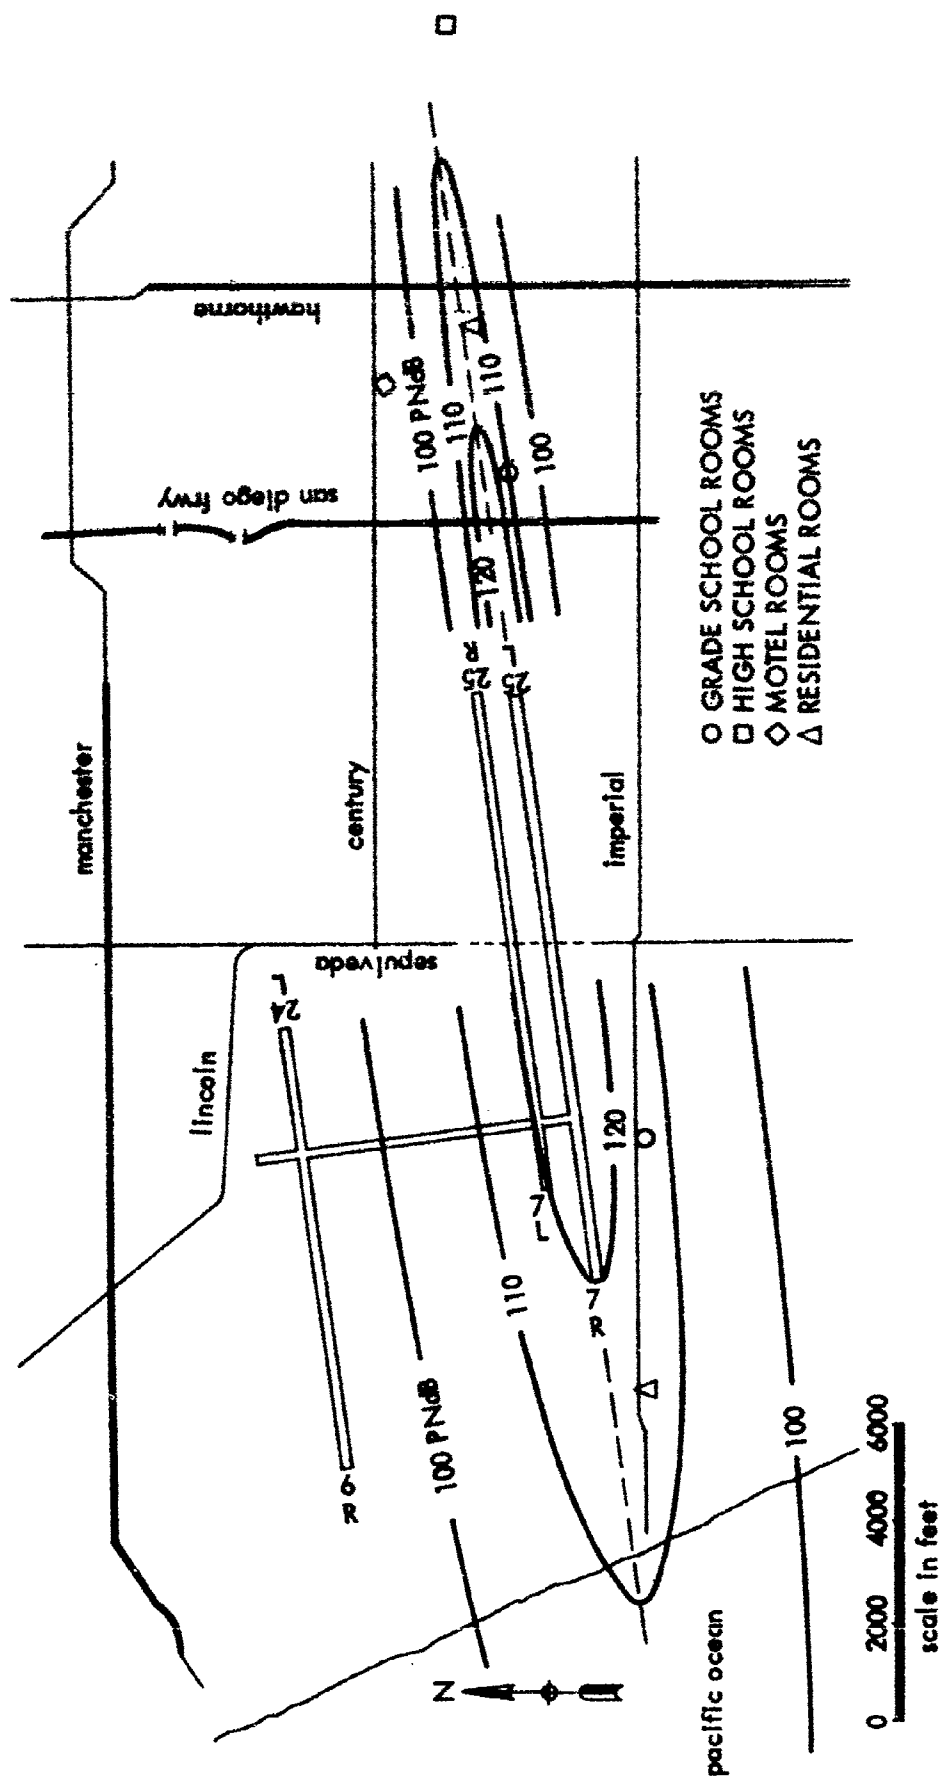 manchester
lincoln
sepulveda
century
imperial
san diego frwy
hawthorne
24
L
6
R
7
L
7
R
25
R
25
L
100 PNdB
110
120
100
100 PNdB
110
120
110
100
N
pacific ocean
0 2000 4000 6000
scale in feet
○ GRADE SCHOOL ROOMS
□ HIGH SCHOOL ROOMS
◇ MOTEL ROOMS
△ RESIDENTIAL ROOMS